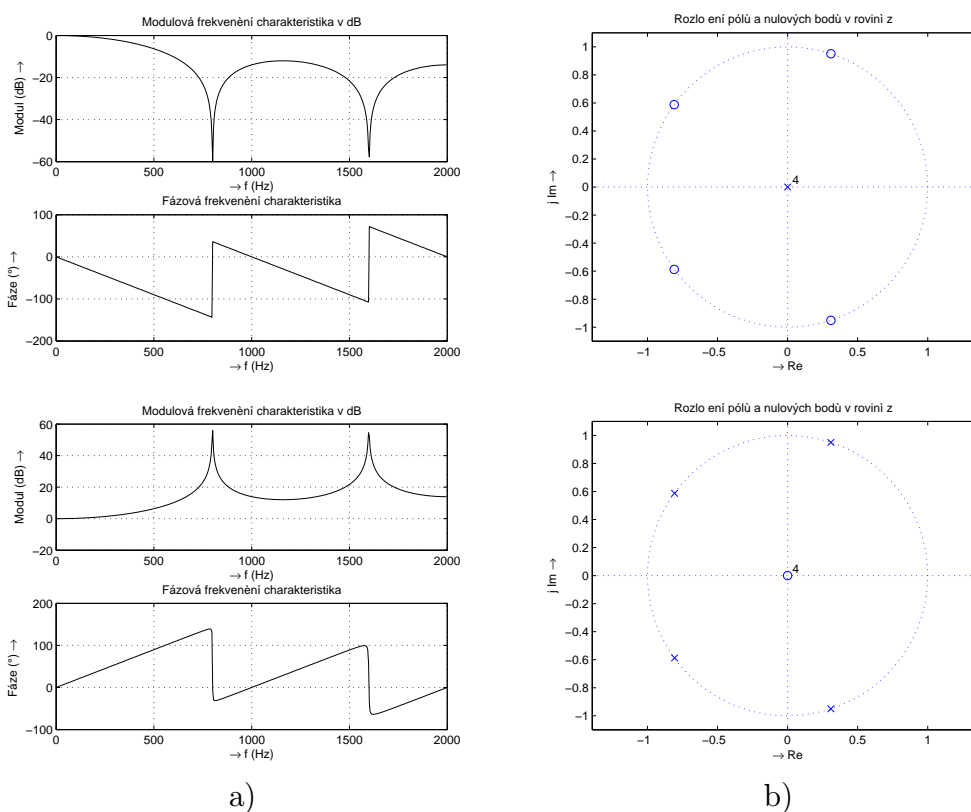 Modulová frekvenèní charakteristika v dB
Modul (dB) →
0
−20
−40
−60
0 500 1000 1500 2000
→ f (Hz)
Fázová frekvenèní charakteristika
Fáze (°) →
100
0
−100
−200
0 500 1000 1500 2000
→ f (Hz)
Rozlo ení pólù a nulových bodù v rovinì z
j Im →
1
0.8
0.6
0.4
0.2
0
−0.2
−0.4
−0.6
−0.8
−1
4
−1 −0.5 0 0.5 1
→ Re
Modulová frekvenèní charakteristika v dB
Modul (dB) →
60
40
20
0
−20
0 500 1000 1500 2000
→ f (Hz)
Fázová frekvenèní charakteristika
Fáze (°) →
200
100
0
−100
0 500 1000 1500 2000
→ f (Hz)
Rozlo ení pólù a nulových bodù v rovinì z
j Im →
1
0.8
0.6
0.4
0.2
0
−0.2
−0.4
−0.6
−0.8
−1
4
−1 −0.5 0 0.5 1
→ Re
a)
b)